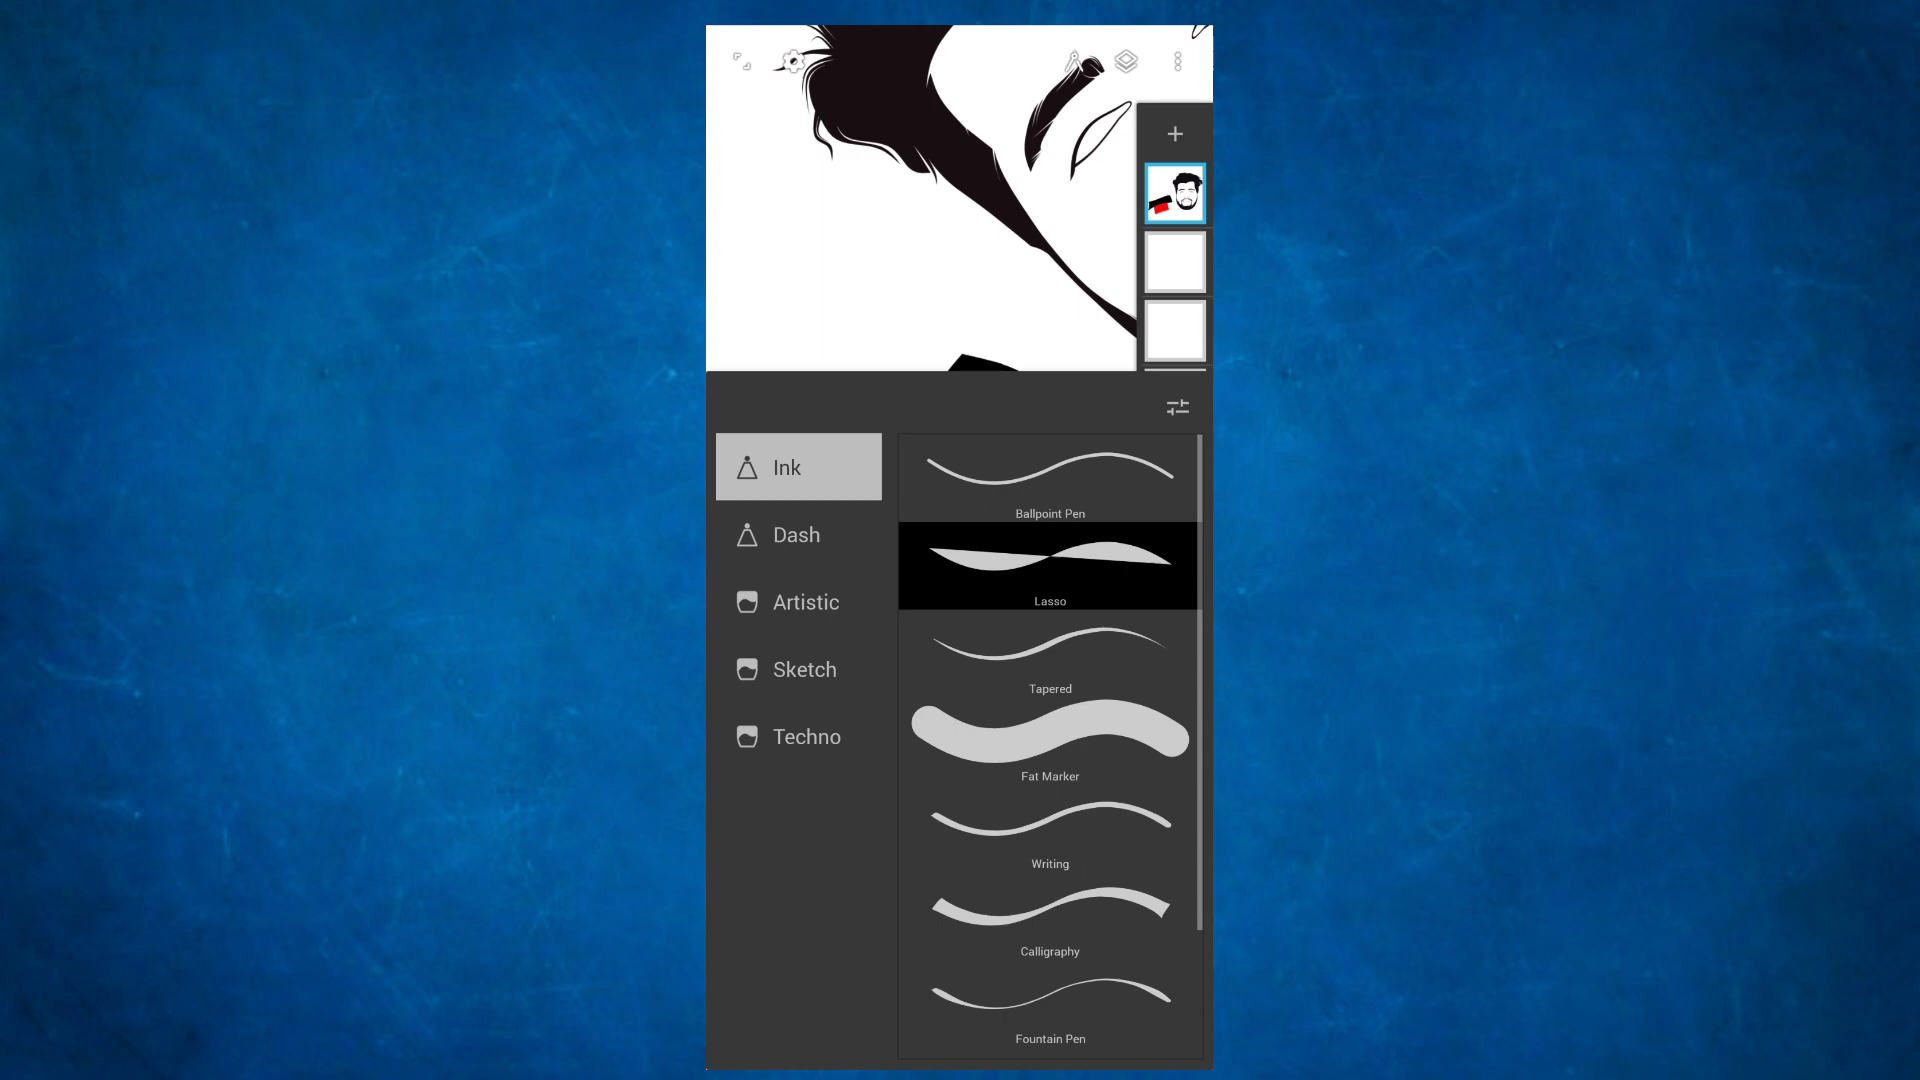 Ink
Dash
Artistic
Sketch
Techno
Ballpoint Pen
Lasso
Tapered
Fat Marker
Writing
Calligraphy
Fountain Pen